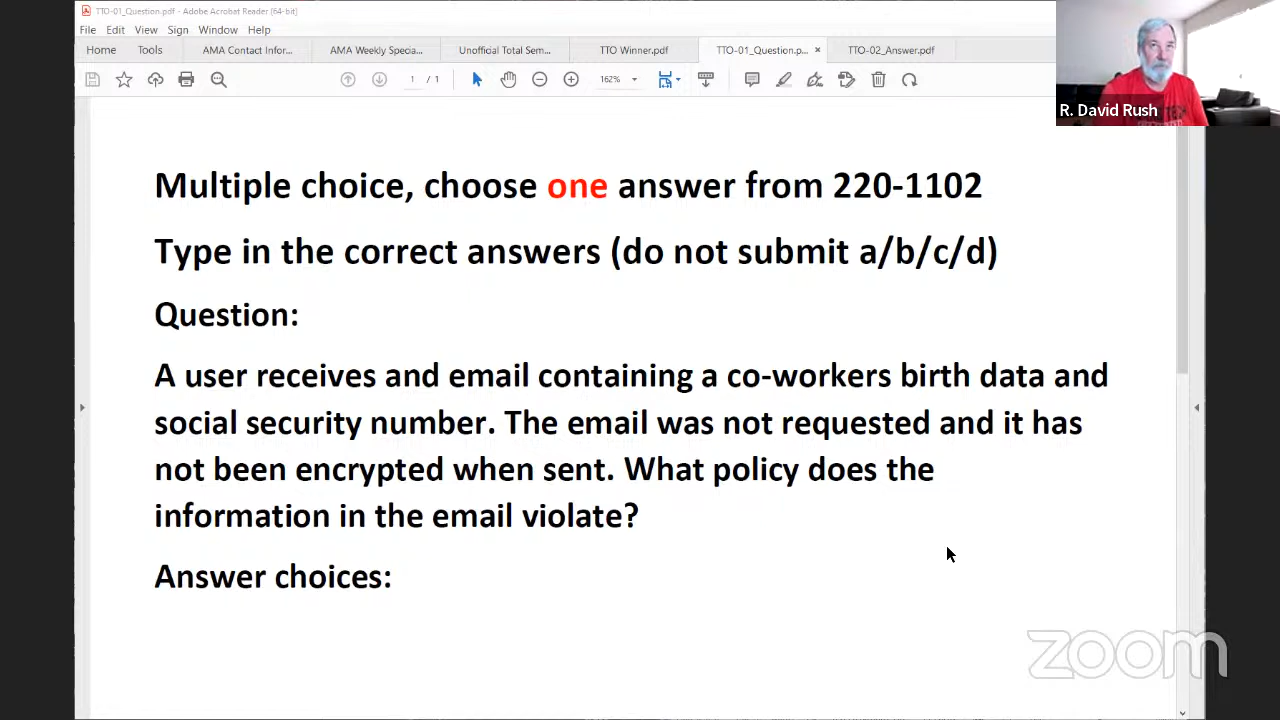 TTO-01_Question.pdf - Adobe Acrobat Reader (64-bit)
File Edit View Sign Window Help
Home Tools AMA Contact Infor... AMA Weekly Specia... Unofficial Total Sem... TTO Winner.pdf TTO-01_Question.p... × TTO-02_Answer.pdf
1 / 1 162%
R. David Rush
Multiple choice, choose one answer from 220-1102
Type in the correct answers (do not submit a/b/c/d)
Question:
A user receives and email containing a co-workers birth data and
social security number. The email was not requested and it has
not been encrypted when sent. What policy does the
information in the email violate?
Answer choices:
zoom